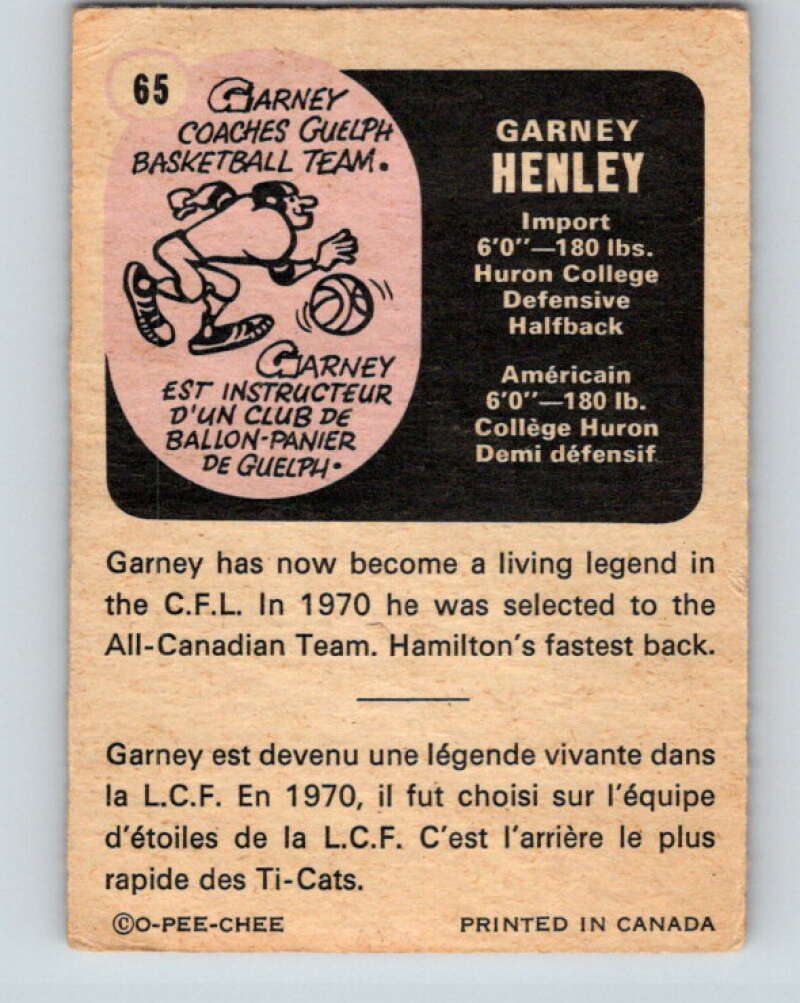 65
GARNEY
COACHES GUELPH
BASKETBALL TEAM.
GARNEY
EST INSTRUCTEUR
D'UN CLUB DE
BALLON-PANIER
DE GUELPH.
GARNEY
HENLEY
Import
6'0"—180 lbs.
Huron College
Defensive
Halfback
Américain
6'0"—180 lb.
Collège Huron
Demi défensif
Garney has now become a living legend in
the C.F.L. In 1970 he was selected to the
All-Canadian Team. Hamilton's fastest back.
Garney est devenu une légende vivante dans
la L.C.F. En 1970, il fut choisi sur l'équipe
d'étoiles de la L.C.F. C'est l'arrière le plus
rapide des Ti-Cats.
©O-PEE-CHEE PRINTED IN CANADA